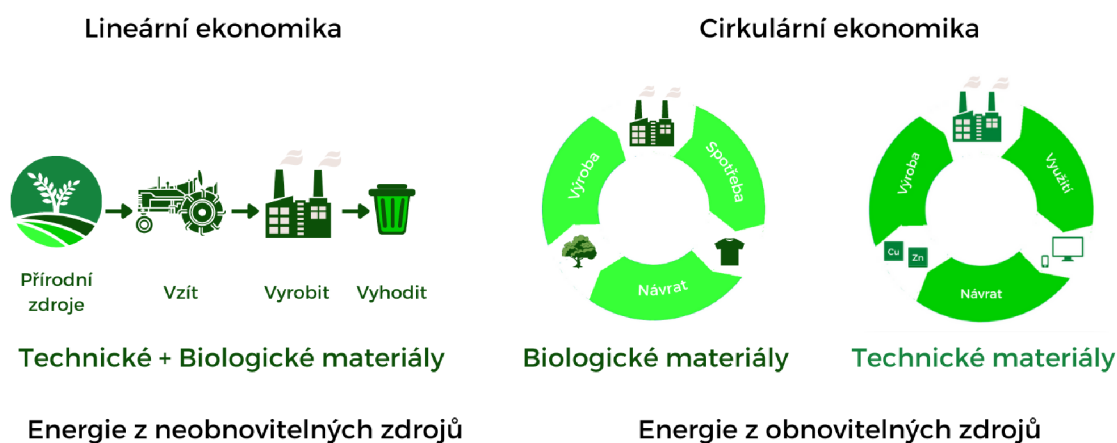 Lineární ekonomika
Přírodní
zdroje
Vzít
Vyrobit
Vyhodit
Technické + Biologické materiály
Energie z neobnovitelných zdrojů
Cirkulární ekonomika
Výroba
Spotřeba
Návrat
Biologické materiály
Výroba
Využití
Cu
Zn
Návrat
Technické materiály
Energie z obnovitelných zdrojů